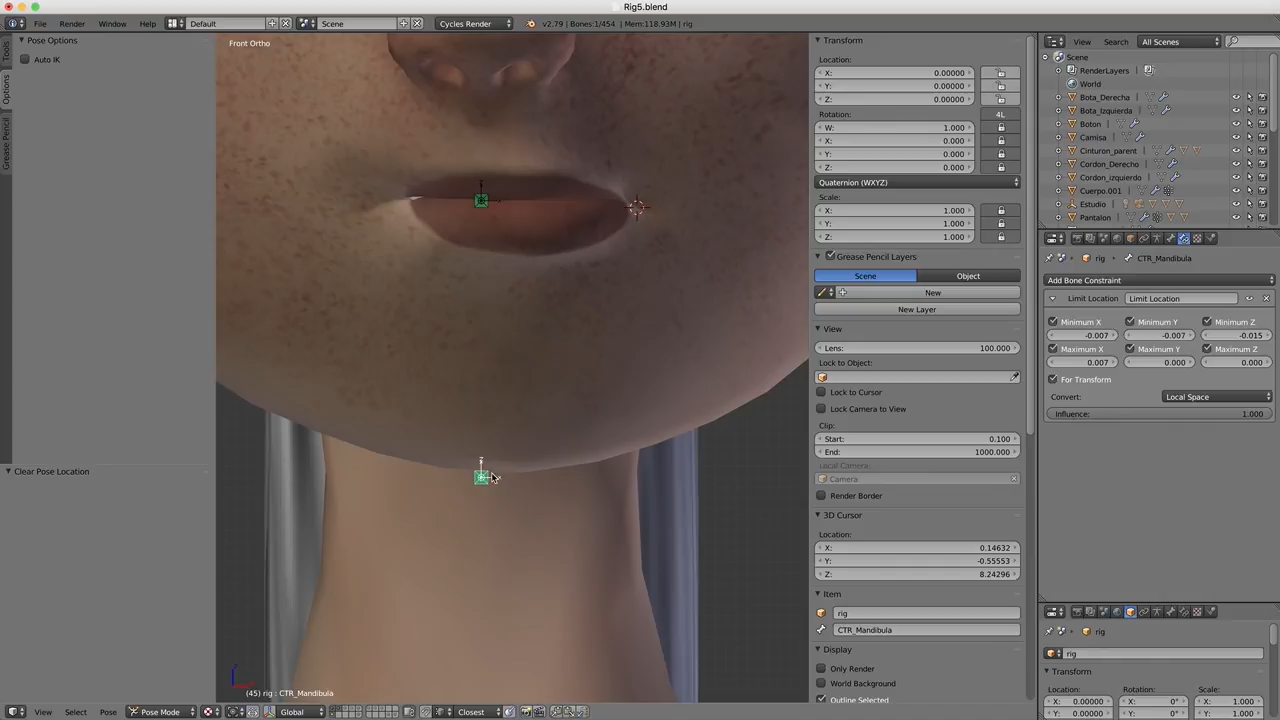 Rig5.blend
File Render Window Help Default Scene Cycles Render v2.79 | Bones:1/454 | Mem:118.93M | rig
Tools
Options
Grease Pencil
Pose Options
Auto IK
Clear Pose Location
Front Ortho
(45) rig : CTR_Mandibula
Transform
Location:
X: 0.00000
Y: 0.00000
Z: 0.00000
Rotation: 4L
W: 1.000
X: 0.000
Y: 0.000
Z: 0.000
Quaternion (WXYZ)
Scale:
X: 1.000
Y: 1.000
Z: 1.000
Grease Pencil Layers
Scene Object
New
New Layer
View
Lens: 100.000
Lock to Object:
Lock to Cursor
Lock Camera to View
Clip:
Start: 0.100
End: 1000.000
Local Camera:
Camera
Render Border
3D Cursor
Location:
X: 0.14632
Y: -0.55553
Z: 8.24296
Item
rig
CTR_Mandibula
Display
Only Render
World Background
Outline Selected
View Search All Scenes
Scene
RenderLayers
World
Bota_Derecha
Bota_Izquierda
Boton
Camisa
Cinturon_parent
Cordon_Derecho
Cordon_izquierdo
Cuerpo.001
Estudio
Pantalon
rig CTR_Mandibula
Add Bone Constraint
Limit Location Limit Location
Minimum X Minimum Y Minimum Z
-0.007 -0.007 -0.015
Maximum X Maximum Y Maximum Z
0.007 0.000 0.000
For Transform
Convert: Local Space
Influence: 1.000
rig
rig
Transform
Location: Rotation: Scale:
X: 0.00000 X: 0° X: 1.000
Y: 0.00000 Y: 0° Y: 1.000
View Select Pose Pose Mode Global Closest